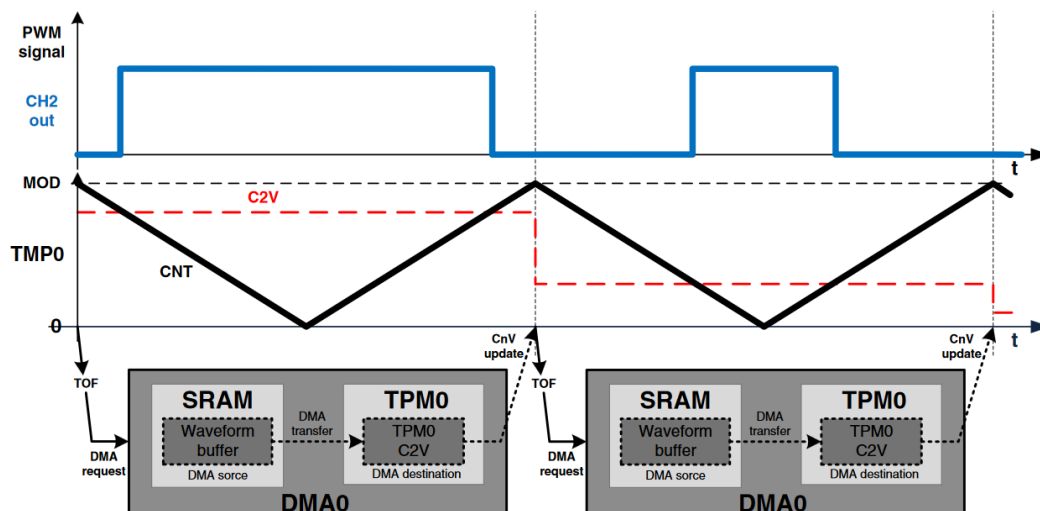 PWM
signal
CH2
out
t
MOD
C2V
TMP0
CNT
0
t
CnV
update
CnV
update
TOF
TOF
SRAM
TPM0
SRAM
TPM0
Waveform
buffer
DMA
transfer
TPM0
C2V
Waveform
buffer
DMA
transfer
TPM0
C2V
DMA
request
DMA
request
DMA sorce
DMA destination
DMA sorce
DMA destination
DMA0
DMA0